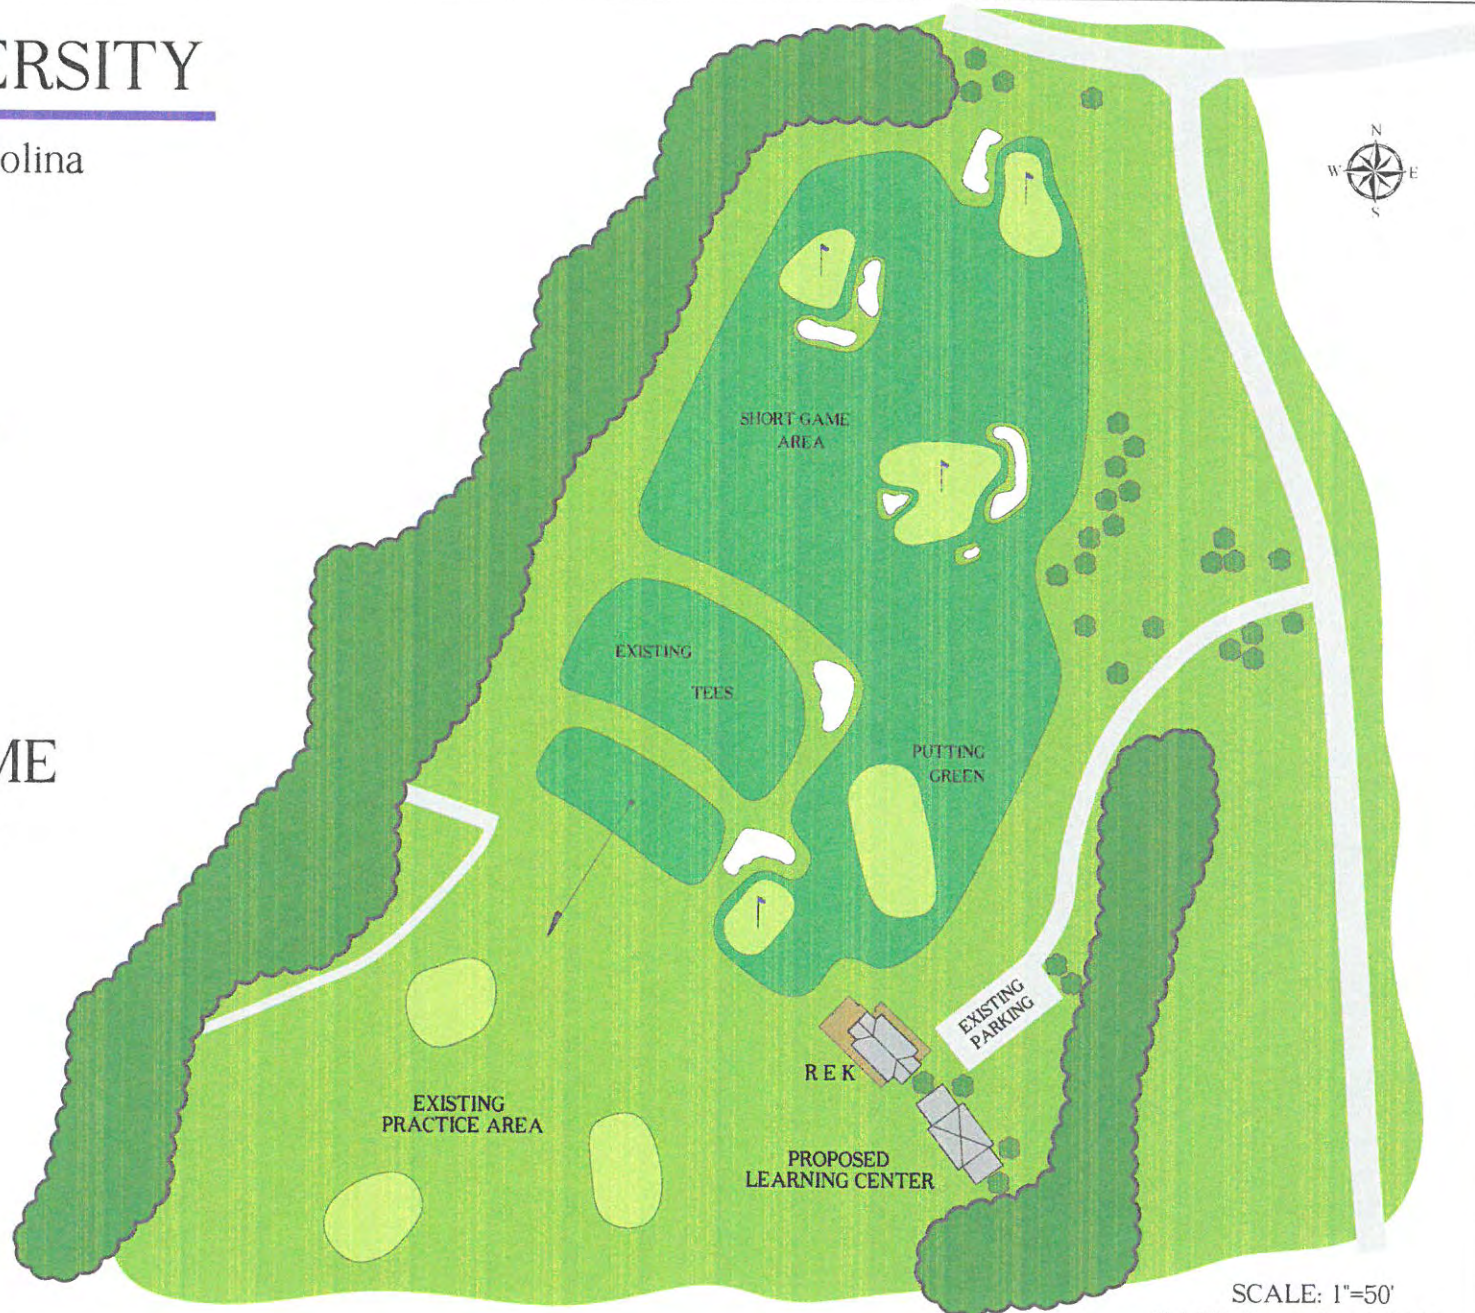 ERSITY
olina
N
W E
S
SHORT GAME
AREA
EXISTING
TEES
ME
PUTTING
GREEN
EXISTING
PARKING
R E K
EXISTING
PRACTICE AREA
PROPOSED
LEARNING CENTER
SCALE: 1"=50'